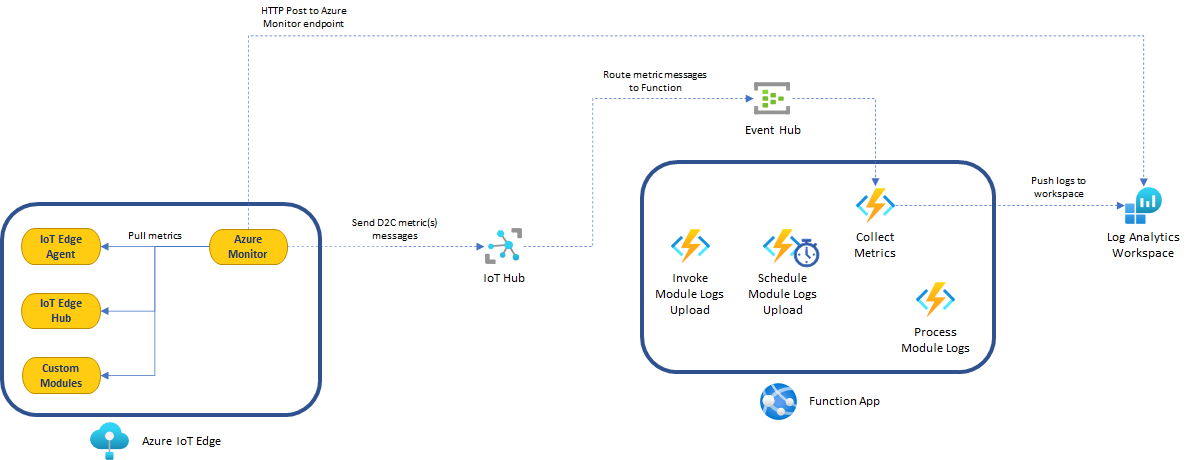 HTTP Post to Azure
Monitor endpoint
Route metric messages
to Function
Event Hub
Push logs to
workspace
Send D2C metric(s)
messages
IoT Edge
Agent
Pull metrics
Azure
Monitor
IoT Hub
Collect
Metrics
Log Analytics
Workspace
Invoke
Module Logs
Upload
Schedule
Module Logs
Upload
IoT Edge
Hub
Process
Module Logs
Custom
Modules
Function App
Azure IoT Edge